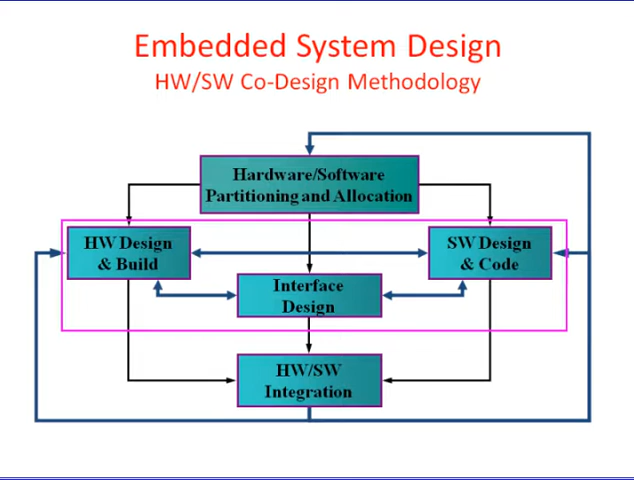 Embedded System Design
HW/SW Co-Design Methodology
Hardware/Software
Partitioning and Allocation
HW Design
& Build
SW Design
& Code
Interface
Design
HW/SW
Integration